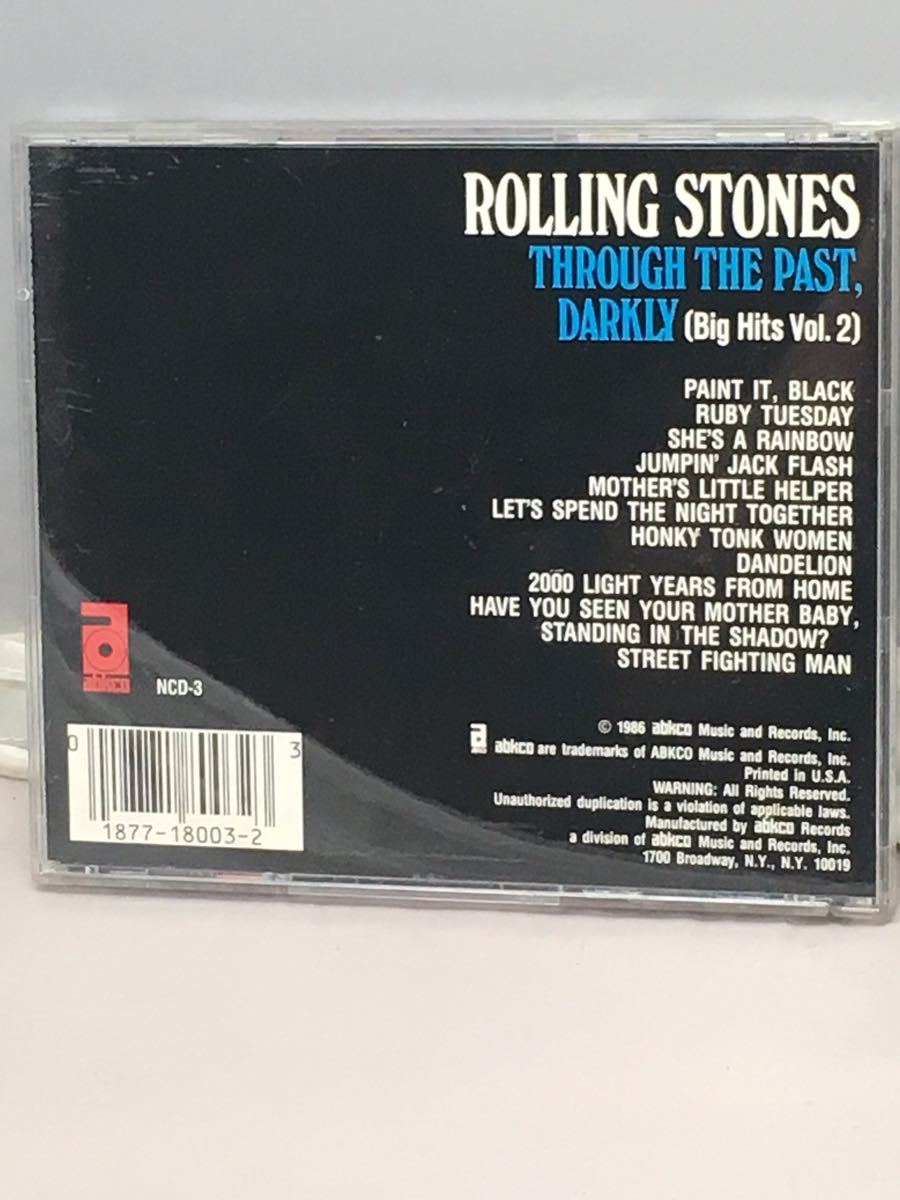 ROLLING STONES
THROUGH THE PAST,
DARKLY (Big Hits Vol. 2)
PAINT IT, BLACK
RUBY TUESDAY
SHE'S A RAINBOW
JUMPIN' JACK FLASH
MOTHER'S LITTLE HELPER
LET'S SPEND THE NIGHT TOGETHER
HONKY TONK WOMEN
DANDELION
2000 LIGHT YEARS FROM HOME
HAVE YOU SEEN YOUR MOTHER BABY,
STANDING IN THE SHADOW?
STREET FIGHTING MAN
abkco
NCD-3
0 3
1877-18003-2
© 1986 abkco Music and Records, Inc.
abkco are trademarks of ABKCO Music and Records, Inc.
Printed in U.S.A.
WARNING: All Rights Reserved.
Unauthorized duplication is a violation of applicable laws.
Manufactured by abkco Records
a division of abkco Music and Records, Inc.
1700 Broadway, N.Y., N.Y. 10019